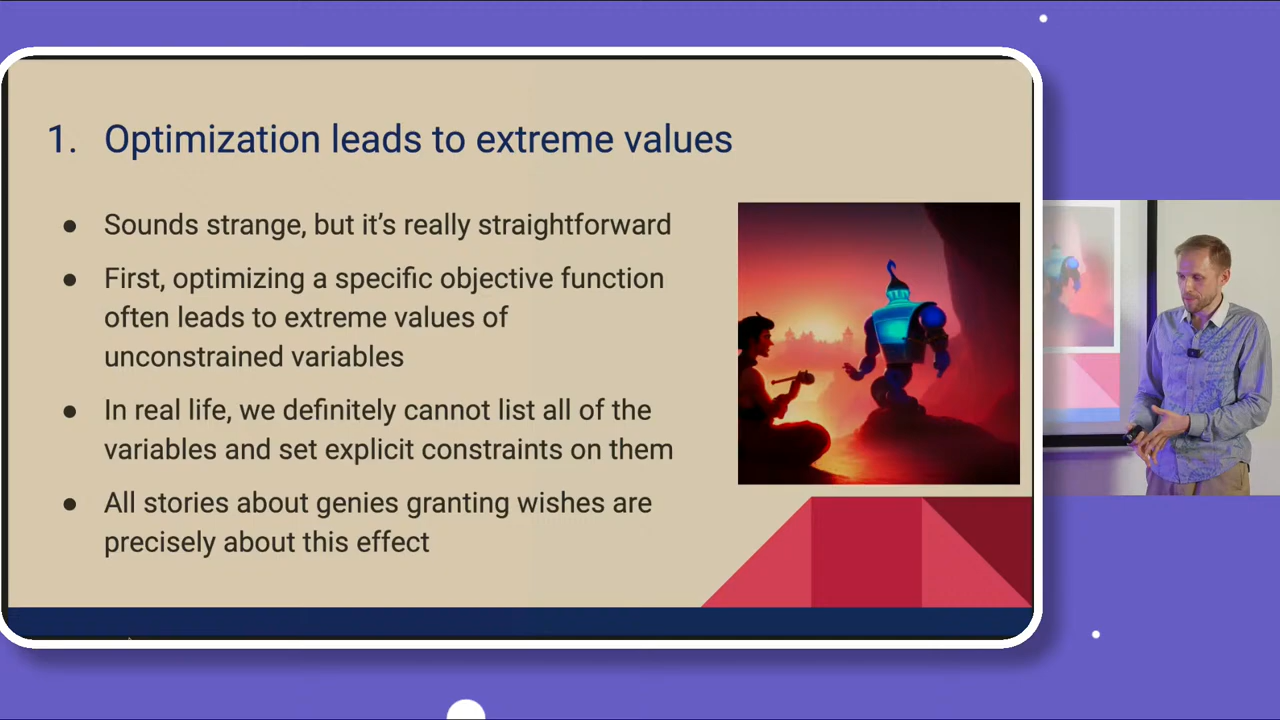 1. Optimization leads to extreme values
● Sounds strange, but it's really straightforward
● First, optimizing a specific objective function
often leads to extreme values of
unconstrained variables
● In real life, we definitely cannot list all of the
variables and set explicit constraints on them
● All stories about genies granting wishes are
precisely about this effect